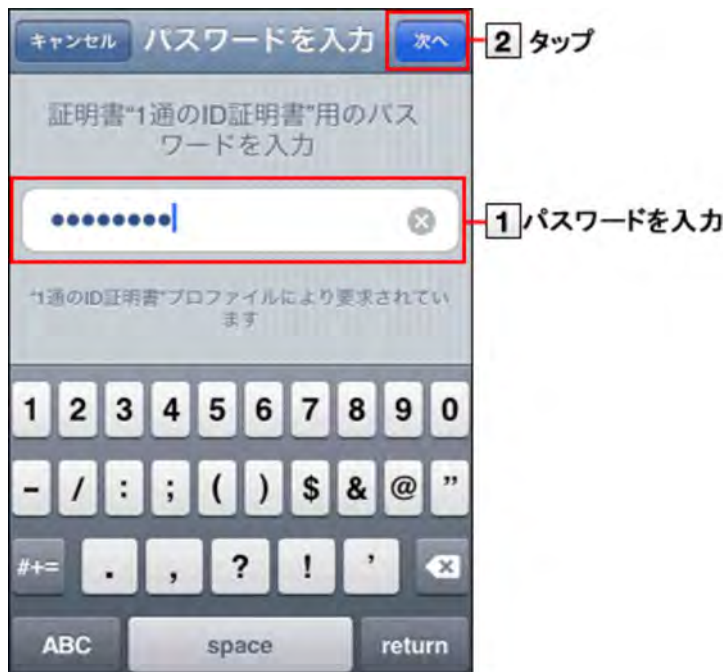 キャンセル パスワードを入力 次へ 2 タップ
証明書“1通のID証明書”用のパス
ワードを入力
●●●●●●●● 1 パスワードを入力
“1通のID証明書”プロファイルにより要求されてい
ます
1 2 3 4 5 6 7 8 9 0
- / : ; ( ) $ & @ ”
#+= . , ? ! ’
ABC space return